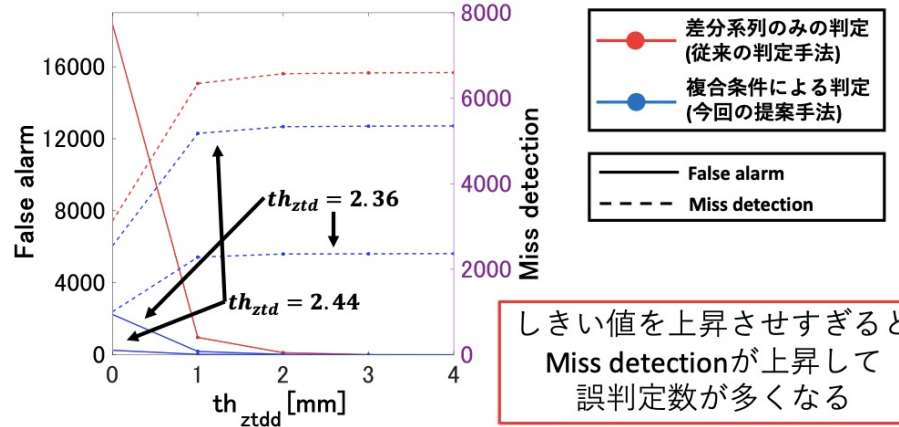 8000
16000
6000
12000
4000
8000
2000
4000
0
0
0 1 2 3 4
False alarm
Miss detection
th_ztd = 2.36
th_ztd = 2.44
th_ztdd [mm]
差分系列のみの判定
(従来の判定手法)
複合条件による判定
(今回の提案手法)
False alarm
Miss detection
しきい値を上昇させすぎると
Miss detectionが上昇して
誤判定数が多くなる